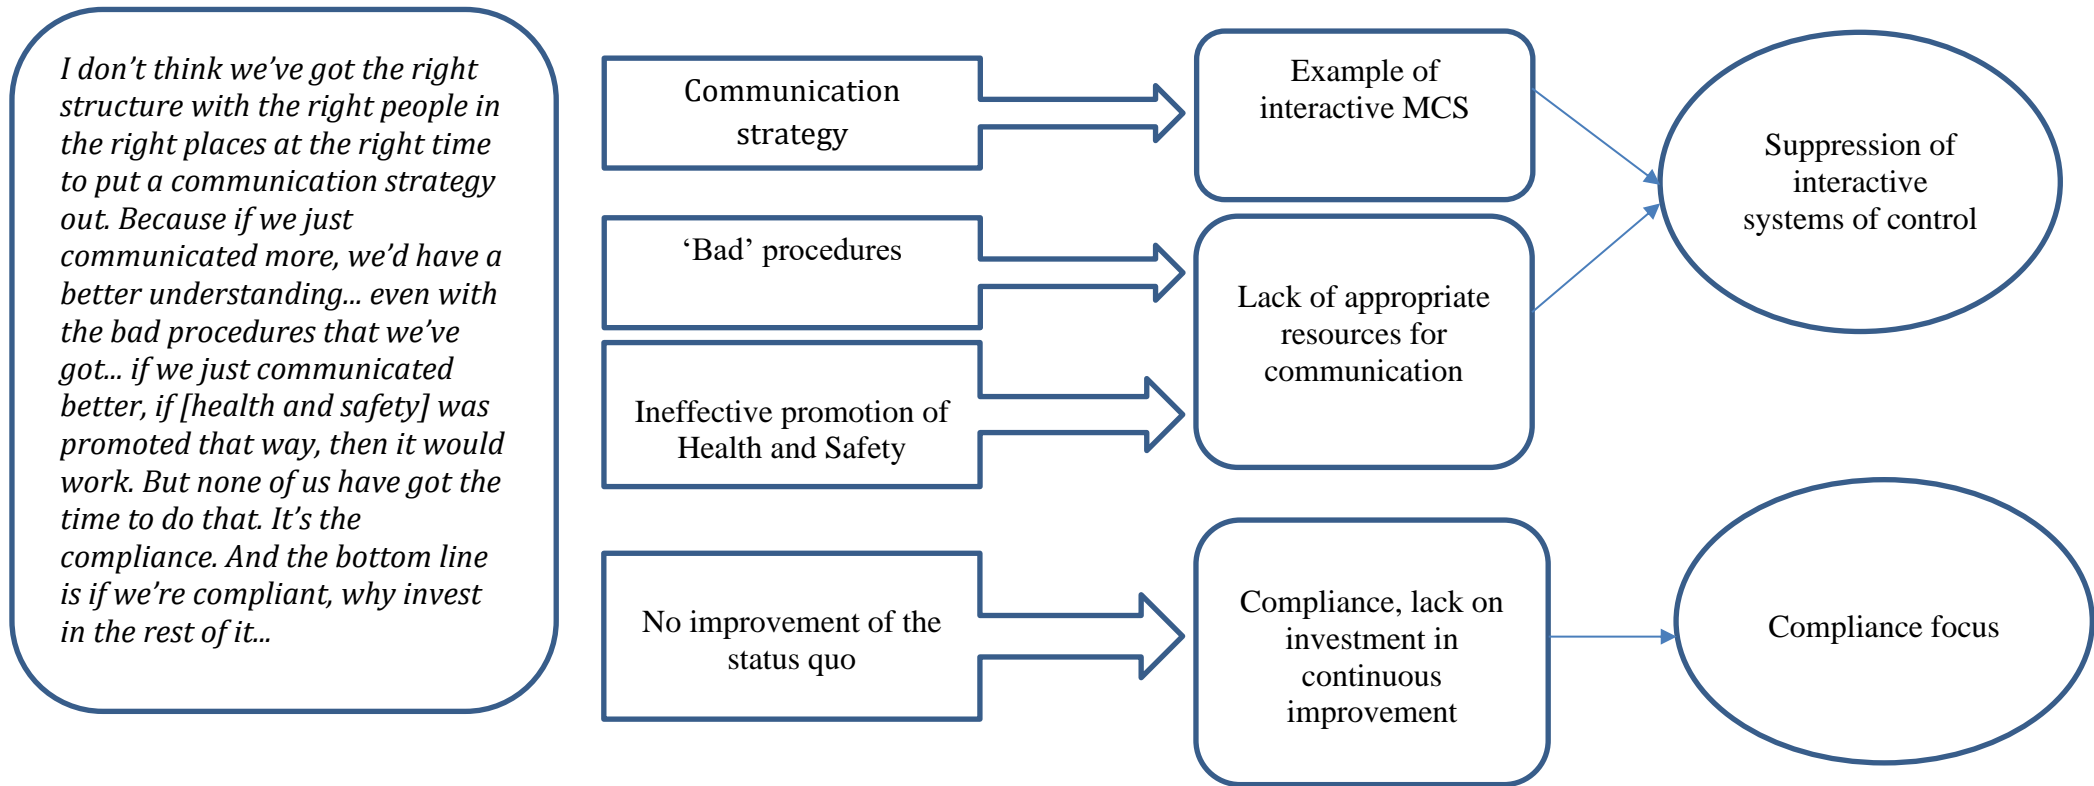 I don’t think we’ve got the right
structure with the right people in
the right places at the right time
to put a communication strategy
out. Because if we just
communicated more, we’d have a
better understanding... even with
the bad procedures that we’ve
got... if we just communicated
better, if [health and safety] was
promoted that way, then it would
work. But none of us have got the
time to do that. It’s the
compliance. And the bottom line
is if we’re compliant, why invest
in the rest of it...
Communication
strategy
‘Bad’ procedures
Ineffective promotion of
Health and Safety
No improvement of the
status quo
Example of
interactive MCS
Lack of appropriate
resources for
communication
Compliance, lack on
investment in
continuous
improvement
Suppression of
interactive
systems of control
Compliance focus